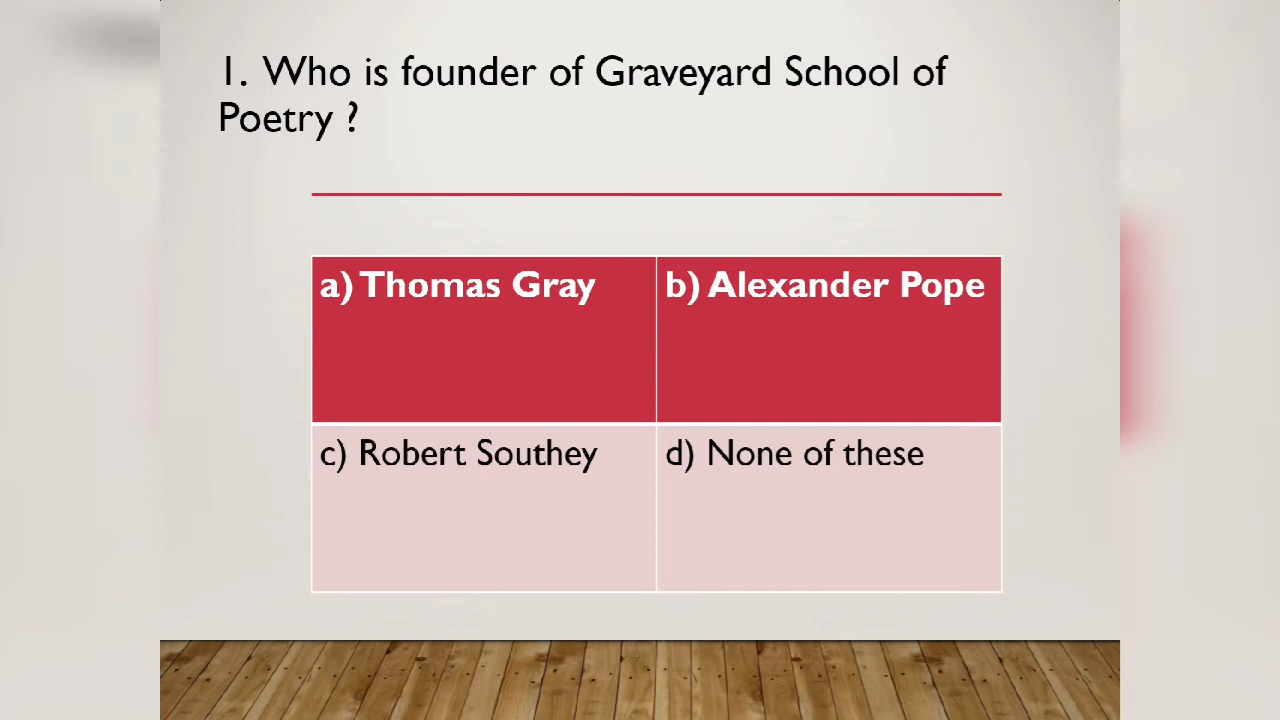 1. Who is founder of Graveyard School of
Poetry ?
a) Thomas Gray
b) Alexander Pope
c) Robert Southey
d) None of these